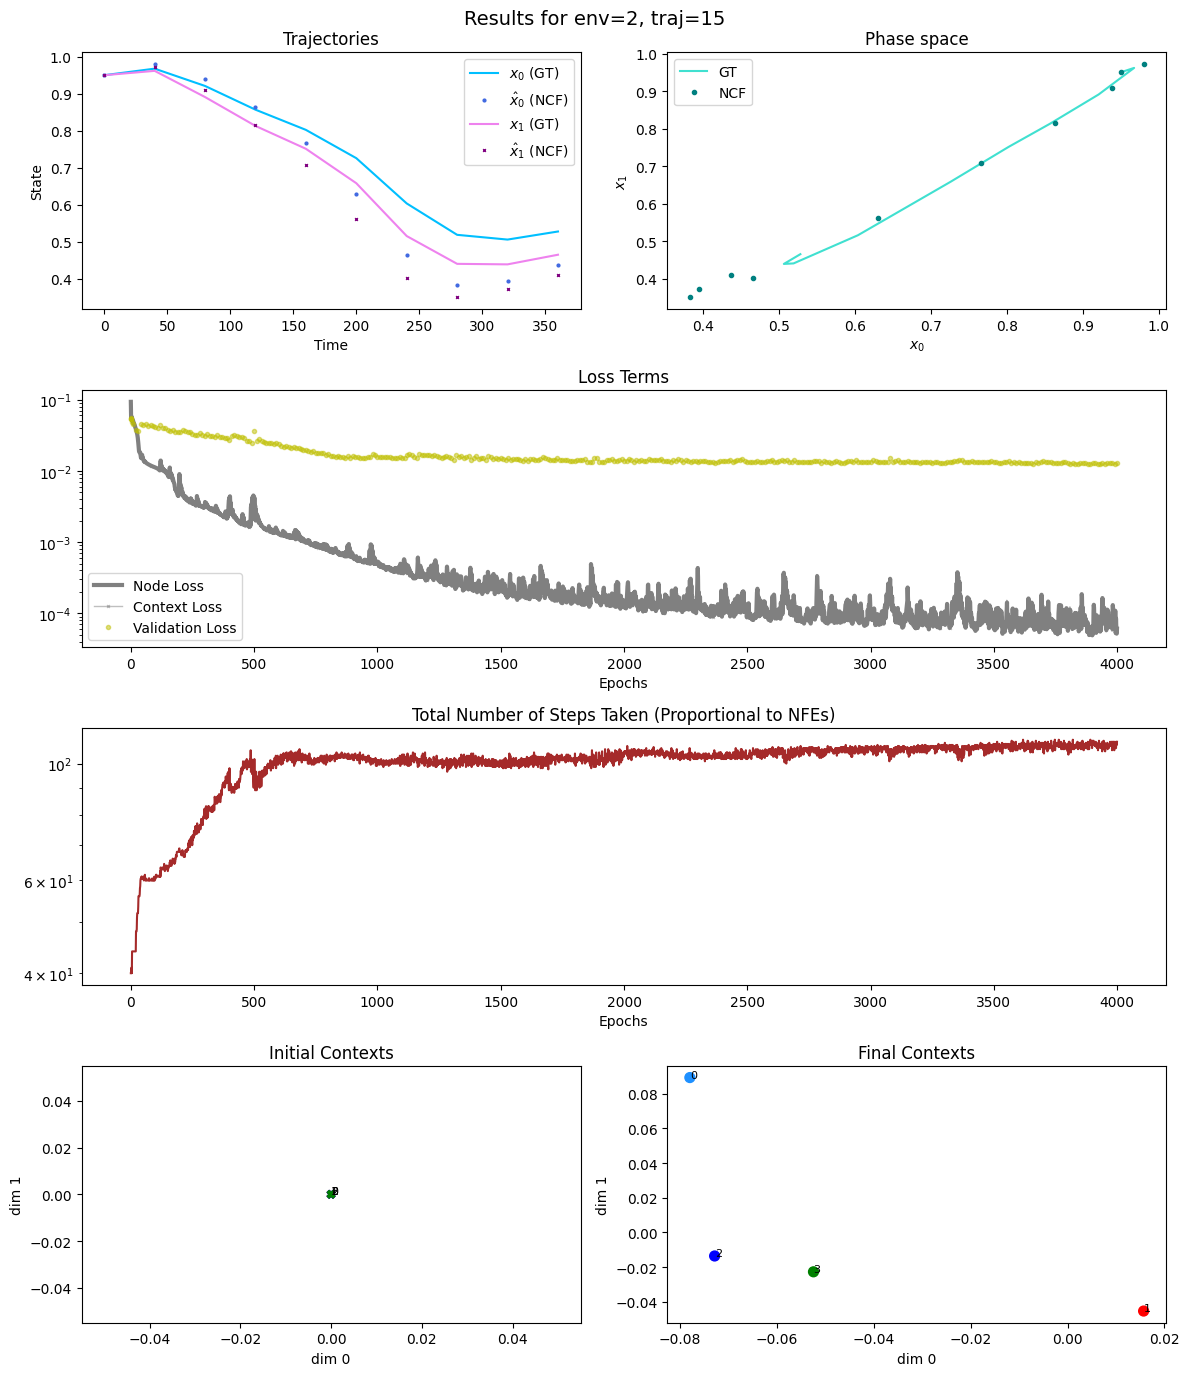 Results for env=2, traj=15
Trajectories
1.0
0.9
0.8
0.7
0.6
0.5
0.4
State
x₀ (GT)
x̂₀ (NCF)
x₁ (GT)
x̂₁ (NCF)
0 50 100 150 200 250 300 350
Time
Phase space
1.0
0.9
0.8
0.7
0.6
0.5
0.4
x₁
GT
NCF
0.4 0.5 0.6 0.7 0.8 0.9 1.0
x₀
Loss Terms
10⁻¹
10⁻²
10⁻³
10⁻⁴
Node Loss
Context Loss
Validation Loss
0 500 1000 1500 2000 2500 3000 3500 4000
Epochs
Total Number of Steps Taken (Proportional to NFEs)
10²
6 × 10¹
4 × 10¹
0 500 1000 1500 2000 2500 3000 3500 4000
Epochs
Initial Contexts
0.04
0.02
0.00
−0.02
−0.04
dim 1
−0.04 −0.02 0.00 0.02 0.04
dim 0
Final Contexts
0.08
0.06
0.04
0.02
0.00
−0.02
−0.04
dim 1
0
2
3
1
−0.08 −0.06 −0.04 −0.02 0.00 0.02
dim 0